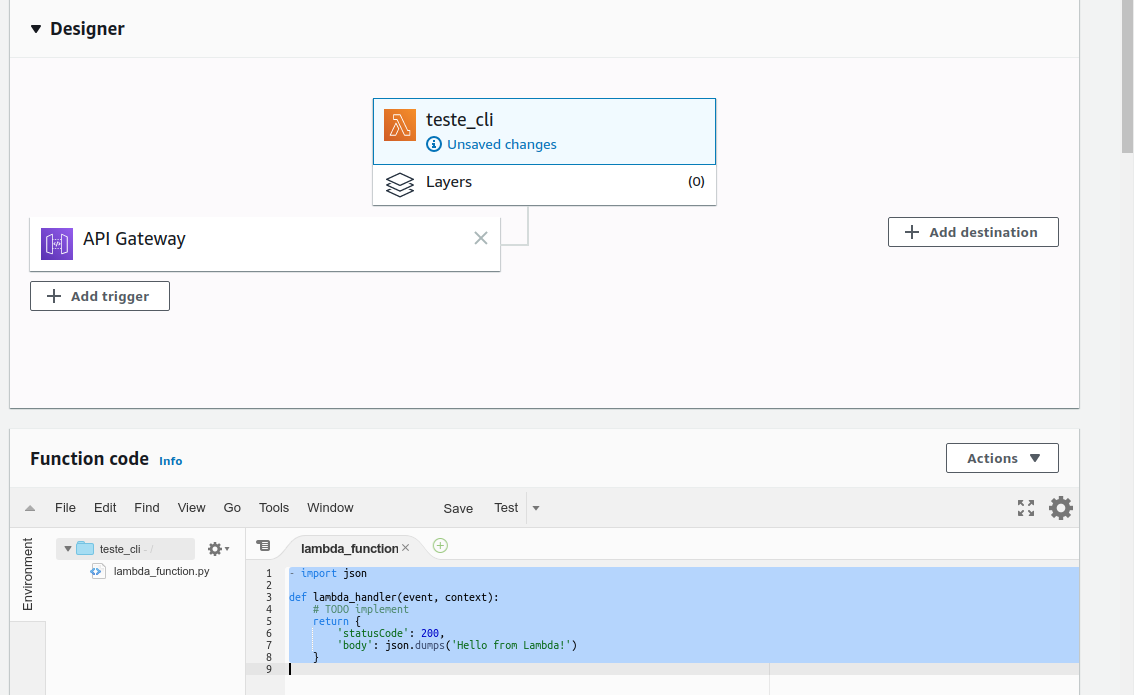 Designer
teste_cli
Unsaved changes
Layers (0)
API Gateway
+ Add destination
+ Add trigger
Function code Info
Actions
File Edit Find View Go Tools Window Save Test
Environment
teste_cli - /
lambda_function.py
lambda_function
1 - import json
2
3 def lambda_handler(event, context):
4     # TODO implement
5     return {
6         'statusCode': 200,
7         'body': json.dumps('Hello from Lambda!')
8     }
9